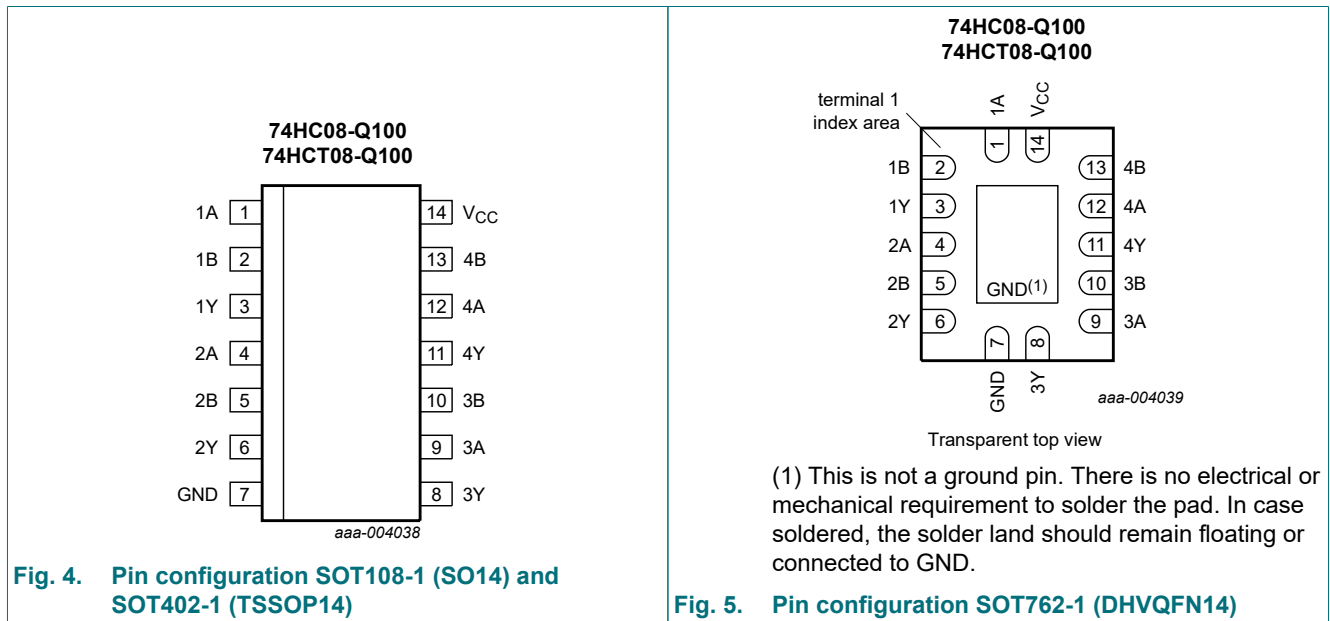 74HC08-Q100
74HCT08-Q100
1A 1
1B 2
1Y 3
2A 4
2B 5
2Y 6
GND 7
14 VCC
13 4B
12 4A
11 4Y
10 3B
9 3A
8 3Y
aaa-004038
Fig. 4. Pin configuration SOT108-1 (SO14) and
SOT402-1 (TSSOP14)
74HC08-Q100
74HCT08-Q100
terminal 1
index area
1A
VCC
1
14
1B 2
1Y 3
2A 4
2B 5
2Y 6
13 4B
12 4A
11 4Y
10 3B
9 3A
GND(1)
7
8
GND
3Y
aaa-004039
Transparent top view
(1) This is not a ground pin. There is no electrical or
mechanical requirement to solder the pad. In case
soldered, the solder land should remain floating or
connected to GND.
Fig. 5. Pin configuration SOT762-1 (DHVQFN14)